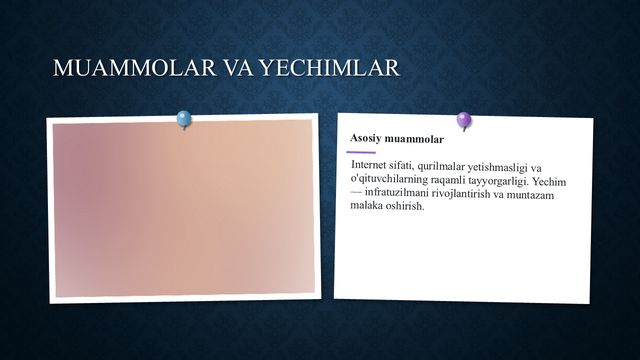 MUAMMOLAR VA YECHIMLAR
Asosiy muammolar
Internet sifati, qurilmalar yetishmasligi va
o'qituvchilarning raqamli tayyorgarligi. Yechim
— infratuzilmani rivojlantirish va muntazam
malaka oshirish.